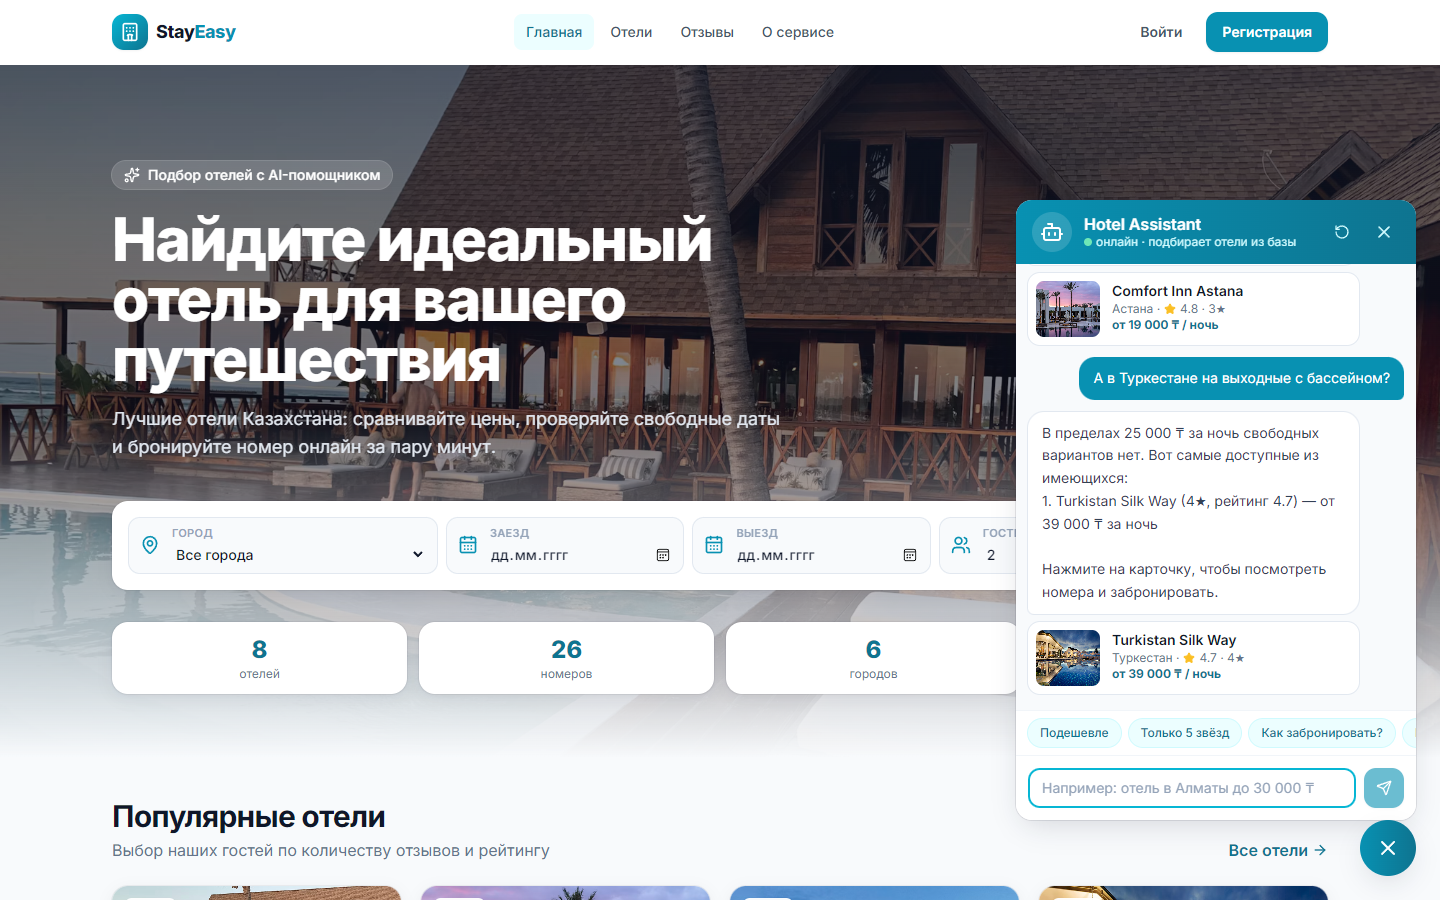 StayEasy
Главная
Отели
Отзывы
О сервисе
Войти
Регистрация
Подбор отелей с AI-помощником
Найдите идеальный
отель для вашего
путешествия
Лучшие отели Казахстана: сравнивайте цены, проверяйте свободные даты
и бронируйте номер онлайн за пару минут.
ГОРОД
Все города
ЗАЕЗД
дд.мм.гггг
ВЫЕЗД
дд.мм.гггг
2
8
отелей
26
номеров
6
городов
Популярные отели
Выбор наших гостей по количеству отзывов и рейтингу
Все отели →
Hotel Assistant
онлайн · подбирает отели из базы
Comfort Inn Astana
Астана · ⭐ 4.8 · 3★
от 19 000 ₸ / ночь
А в Туркестане на выходные с бассейном?
В пределах 25 000 ₸ за ночь свободных
вариантов нет. Вот самые доступные из
имеющихся:
1. Turkistan Silk Way (4★, рейтинг 4.7) — от
39 000 ₸ за ночь
Нажмите на карточку, чтобы посмотреть
номера и забронировать.
Turkistan Silk Way
Туркестан · ⭐ 4.7 · 4★
от 39 000 ₸ / ночь
Подешевле
Только 5 звёзд
Как забронировать?
Например: отель в Алматы до 30 000 ₸